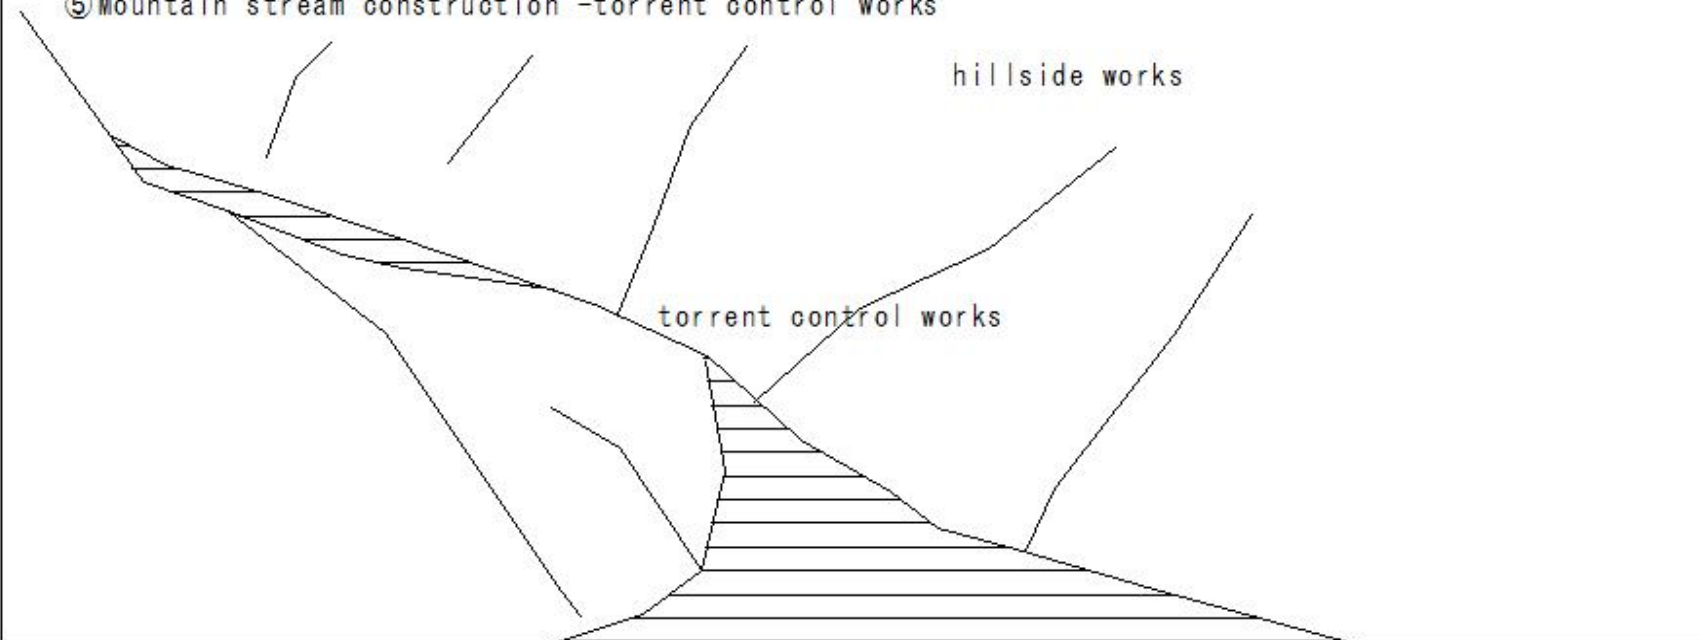 ⑤Mountain stream construction -torrent control works
hillside works
torrent control works